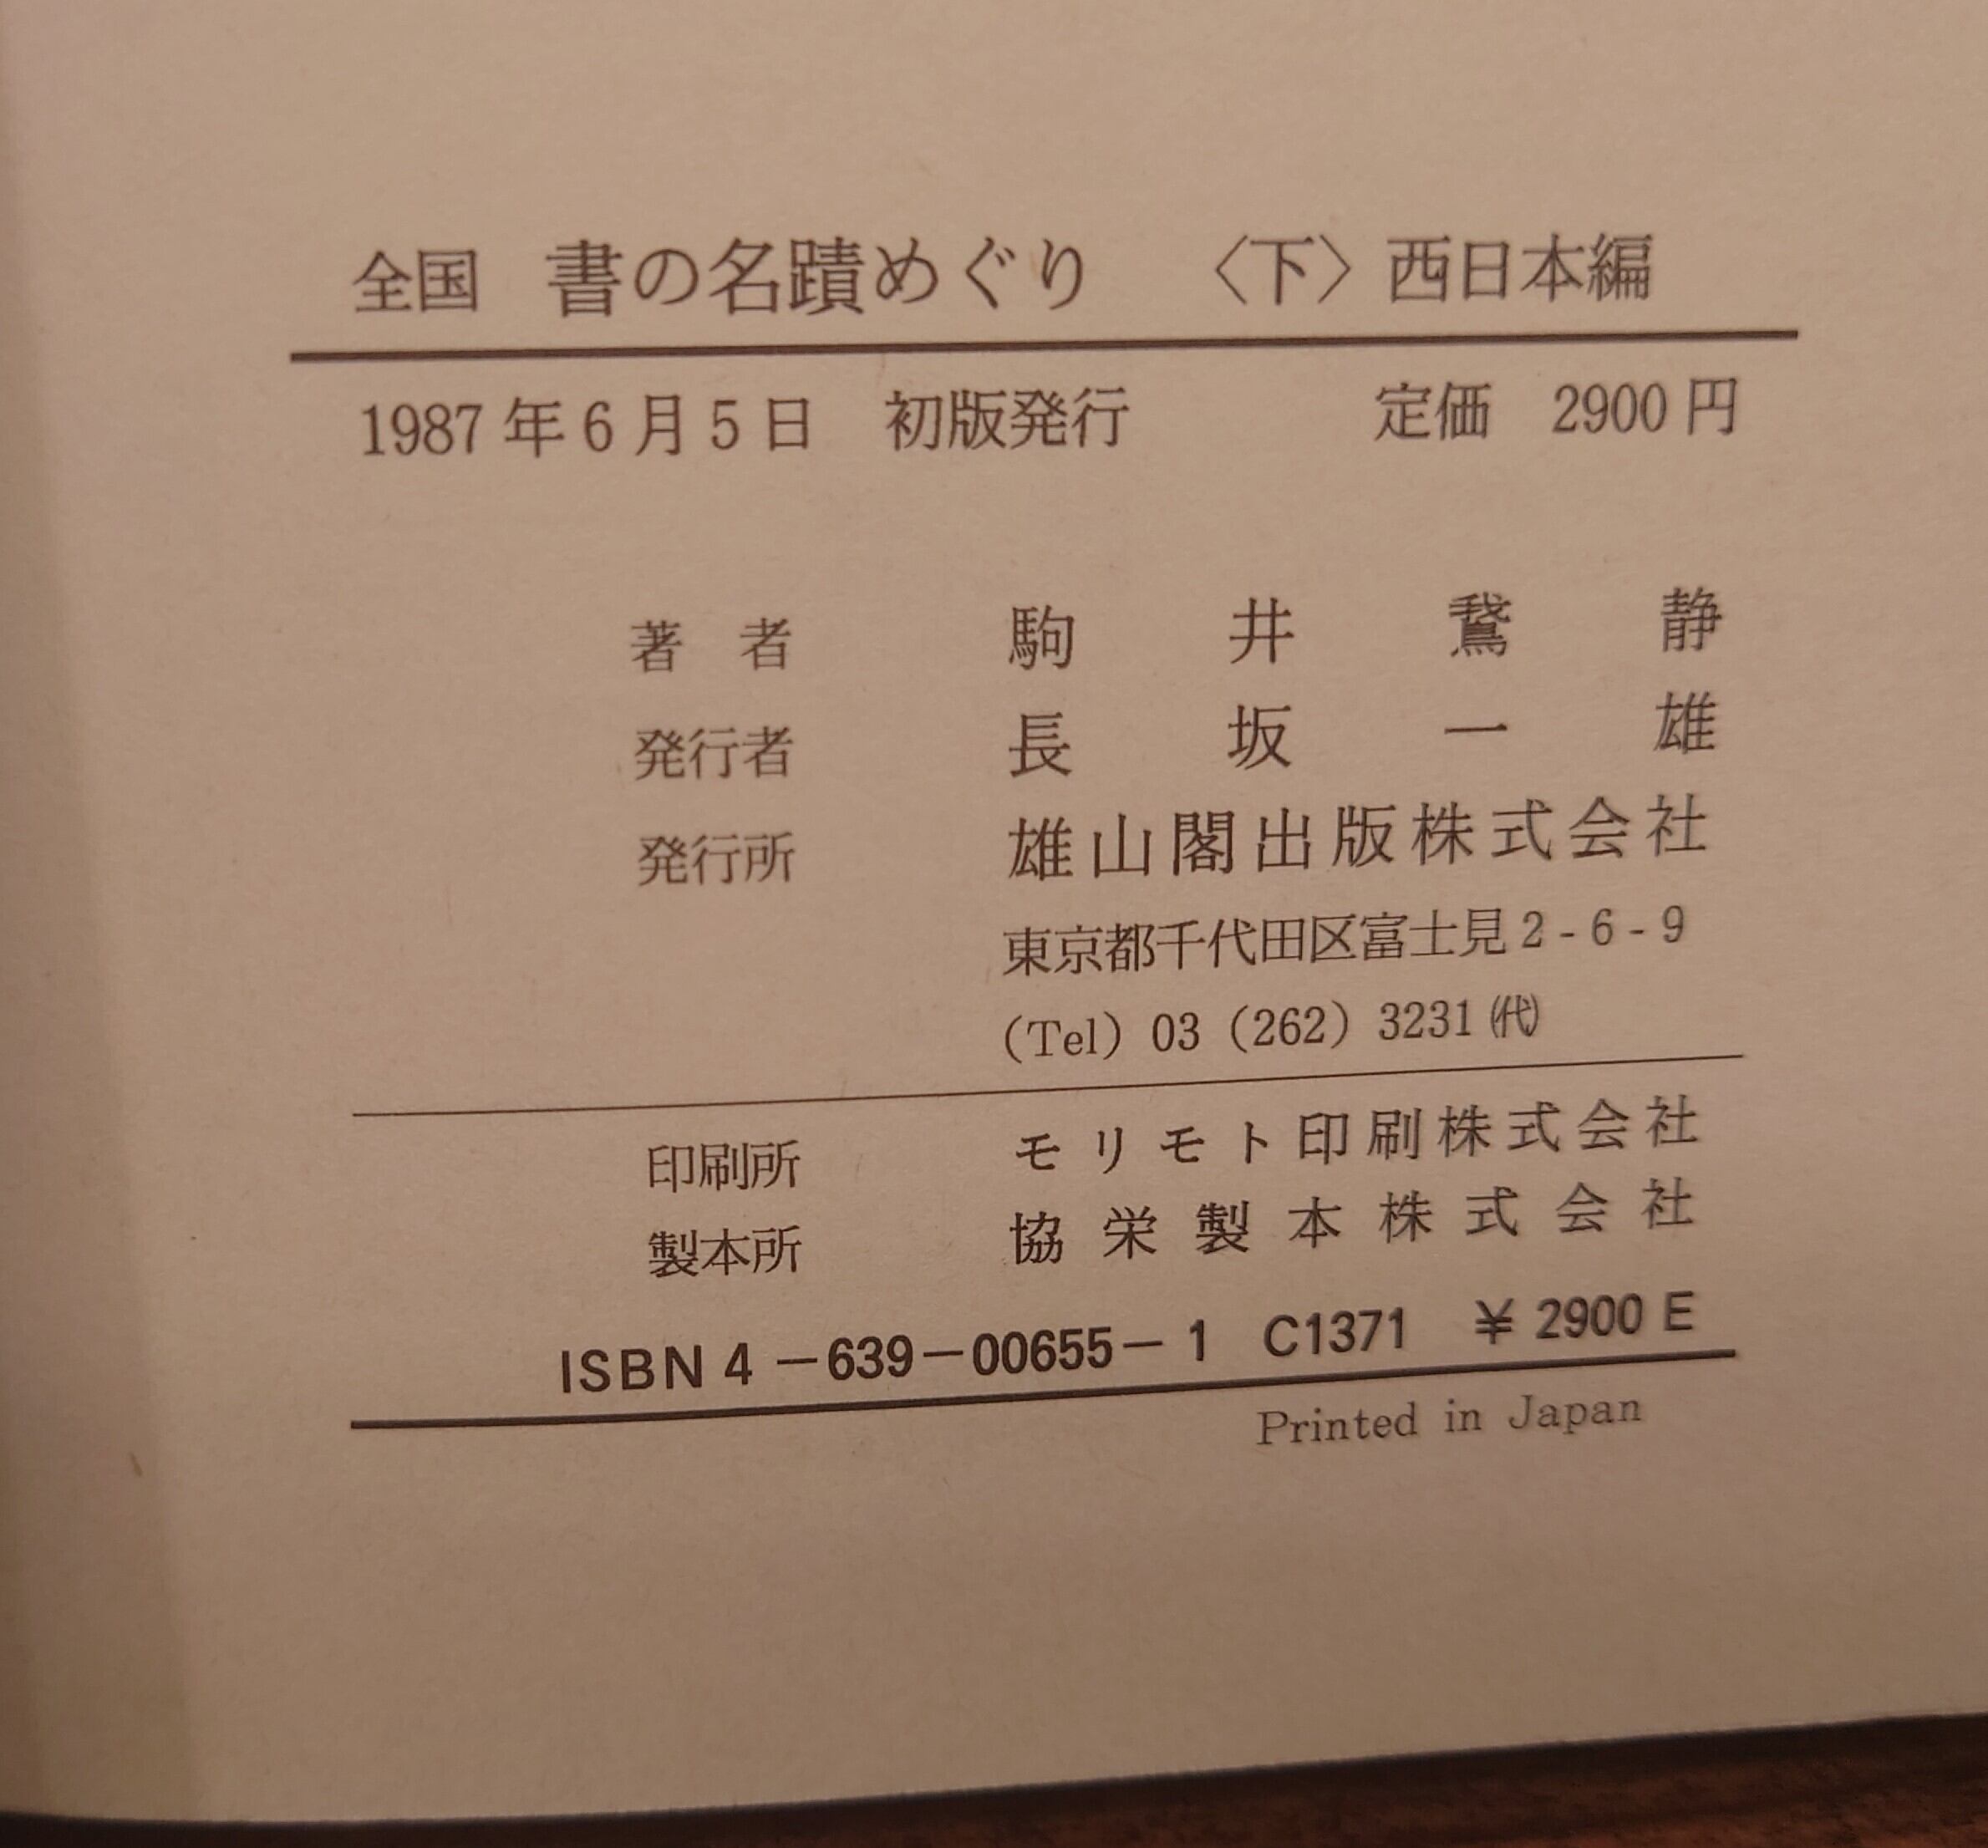 全国 書の名蹟めぐり 〈下〉西日本編
1987年6月5日 初版発行 定価 2900円
著者 駒井鵞静
発行者 長坂一雄
発行所 雄山閣出版株式会社
東京都千代田区富士見2-6-9
(Tel) 03 (262) 3231㈹
印刷所 モリモト印刷株式会社
製本所 協栄製本株式会社
ISBN4-639-00655-1 C1371 ¥2900E
Printed in Japan